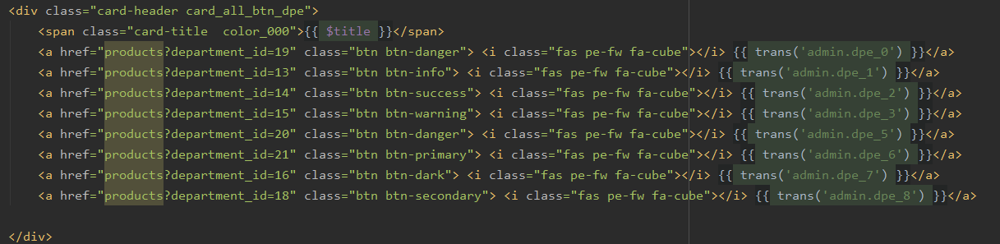 <div class="card-header card_all_btn_dpe">
<span class="card-title  color_000">{{ $title }}</span>
<a href="products?department_id=19" class="btn btn-danger"> <i class="fas pe-fw fa-cube"></i> {{ trans('admin.dpe_0') }}</a>
<a href="products?department_id=13" class="btn btn-info"> <i class="fas pe-fw fa-cube"></i> {{ trans('admin.dpe_1') }}</a>
<a href="products?department_id=14" class="btn btn-success"> <i class="fas pe-fw fa-cube"></i> {{ trans('admin.dpe_2') }}</a>
<a href="products?department_id=15" class="btn btn-warning"> <i class="fas pe-fw fa-cube"></i> {{ trans('admin.dpe_3') }}</a>
<a href="products?department_id=20" class="btn btn-danger"> <i class="fas pe-fw fa-cube"></i> {{ trans('admin.dpe_5') }}</a>
<a href="products?department_id=21" class="btn btn-primary"> <i class="fas pe-fw fa-cube"></i> {{ trans('admin.dpe_6') }}</a>
<a href="products?department_id=16" class="btn btn-dark"> <i class="fas pe-fw fa-cube"></i> {{ trans('admin.dpe_7') }}</a>
<a href="products?department_id=18" class="btn btn-secondary"> <i class="fas pe-fw fa-cube"></i> {{ trans('admin.dpe_8') }}</a>
</div>